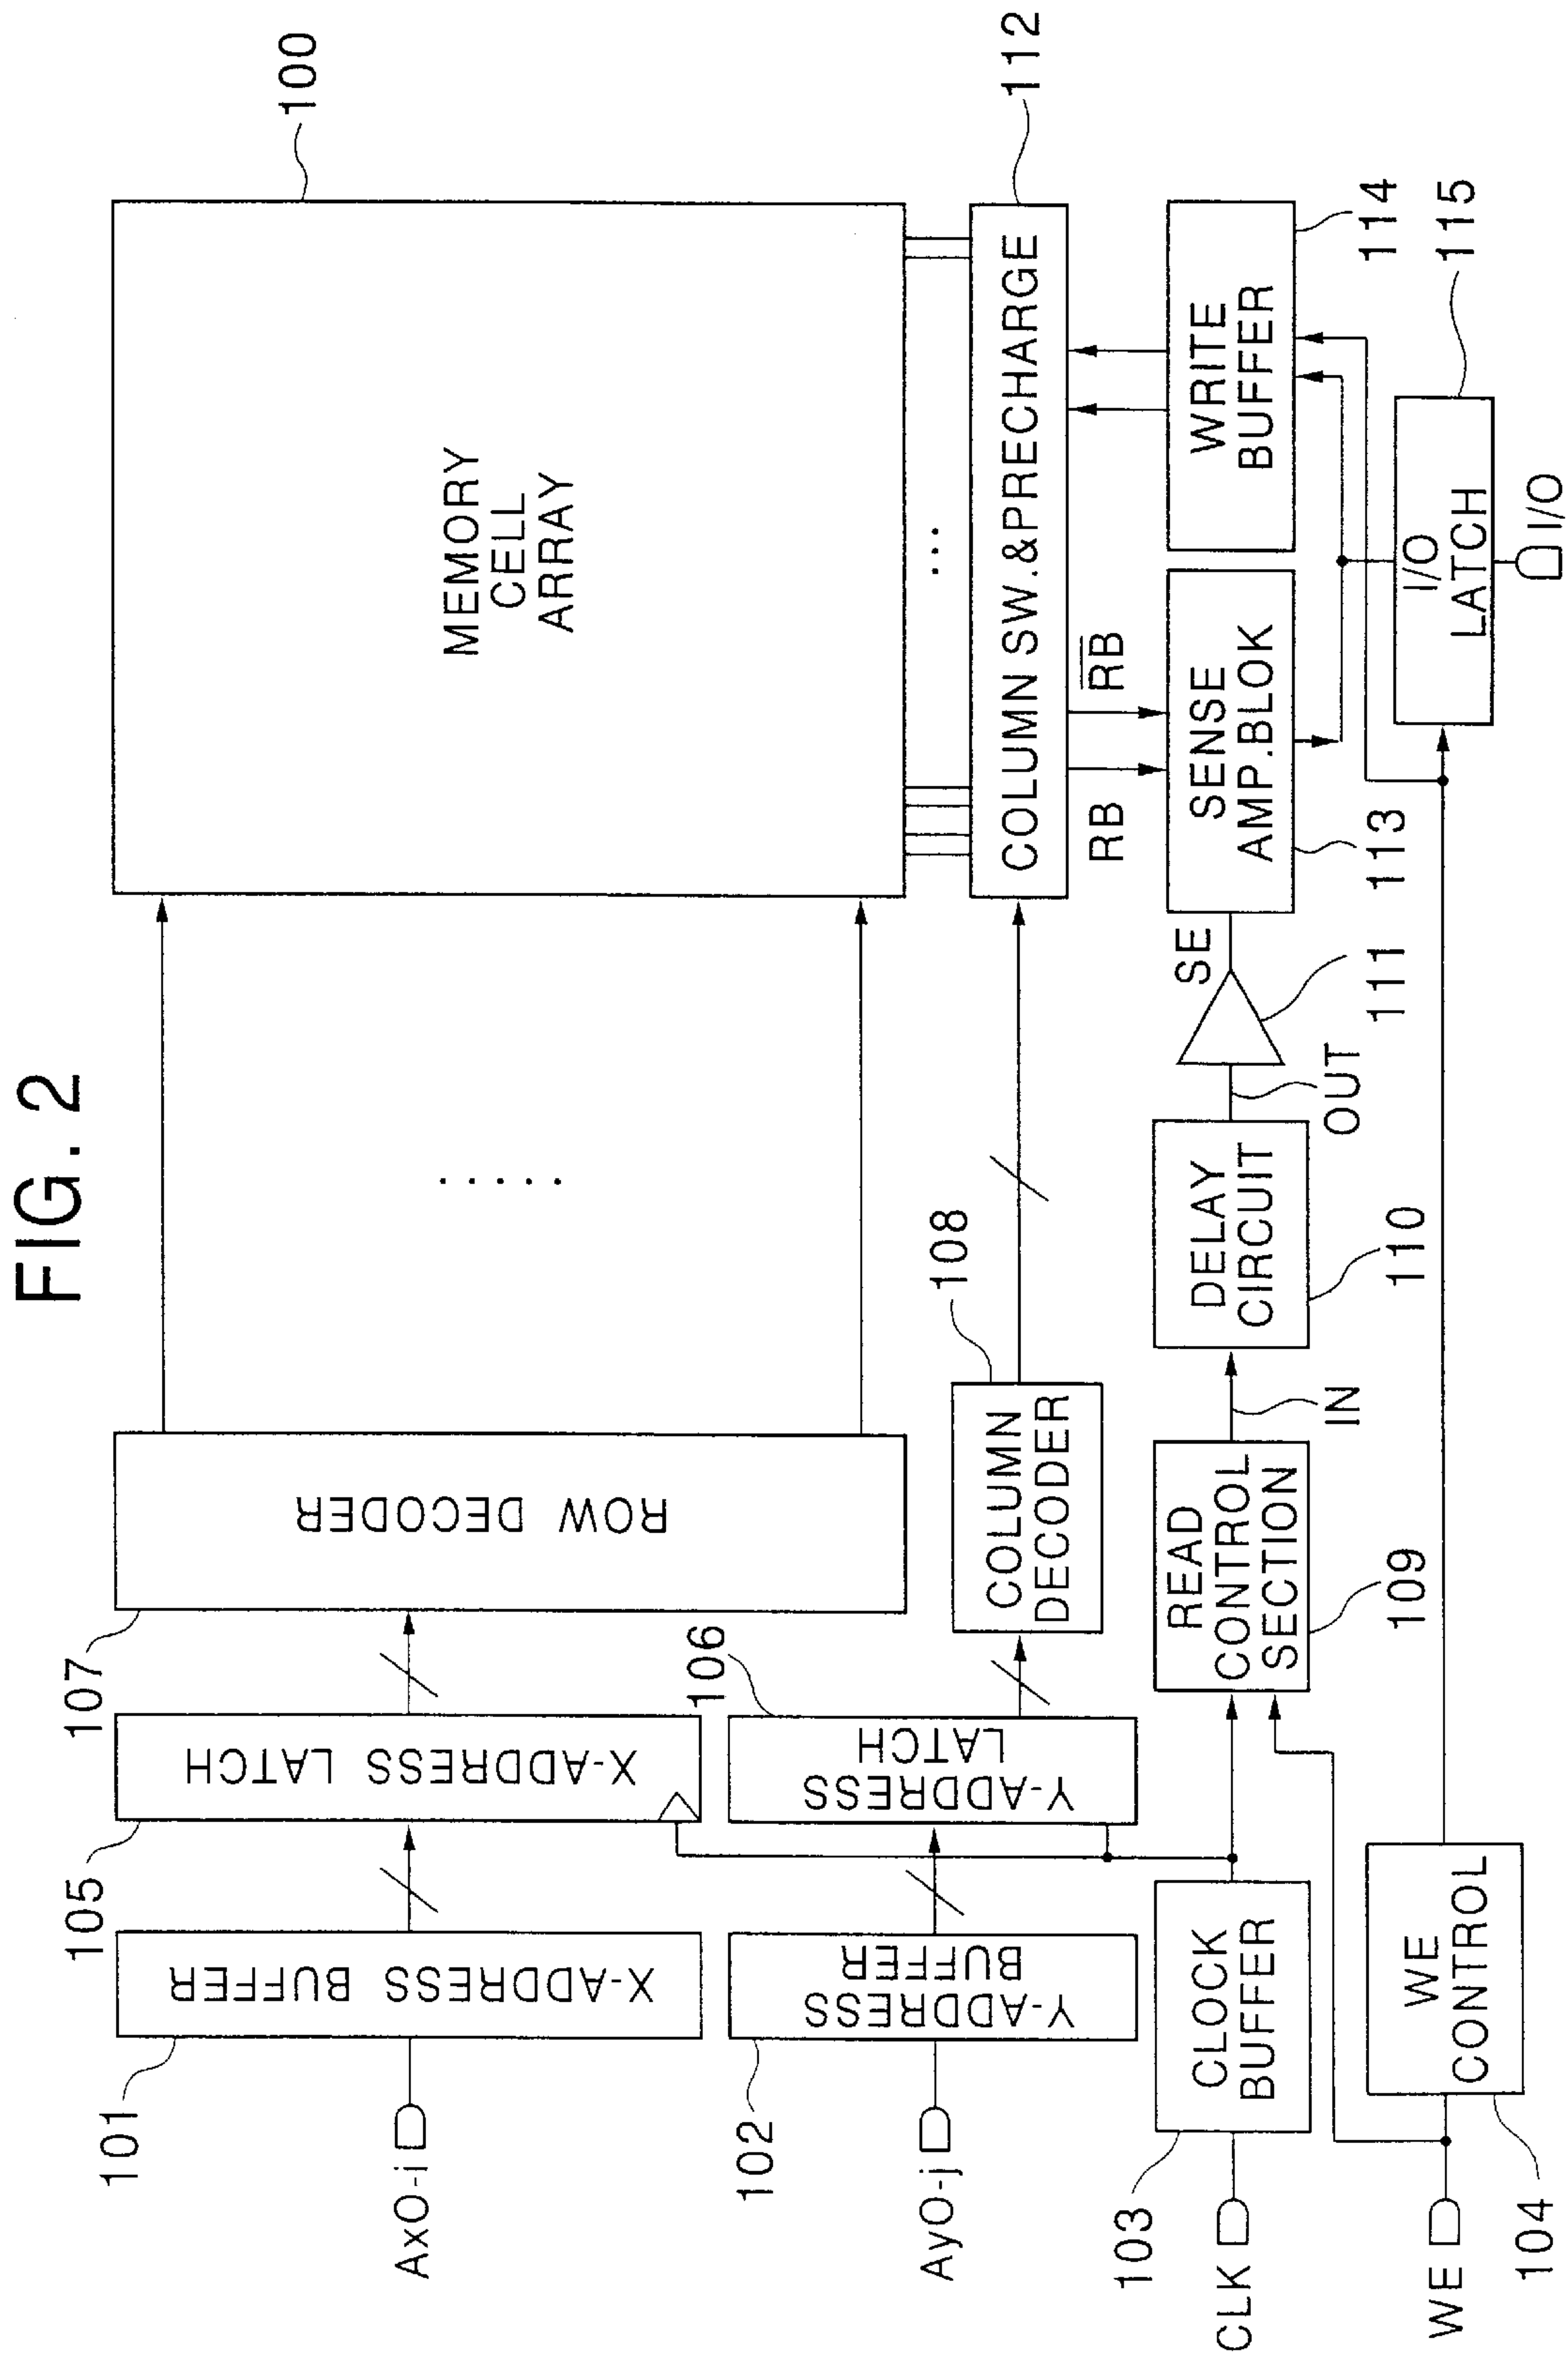 FIG. 2
107
105
101
X-ADDRESS BUFFER
X-ADDRESS LATCH
ROW DECODER
MEMORY
CELL
ARRAY
100
AxO-i
.....
...
102
106
108
Y-ADDRESS
BUFFER
Y-ADDRESS
LATCH
COLUMN
DECODER
COLUMN SW.&PRECHARGE
112
AyO-j
RB
RB
103
CLK
CLOCK
BUFFER
READ
CONTROL
SECTION
IN
DELAY
CIRCUIT
OUT
SE
SENSE
AMP.BLOK
WRITE
BUFFER
109
110
111
113
114
WE
104
WE
CONTROL
I/O
LATCH
115
I/O